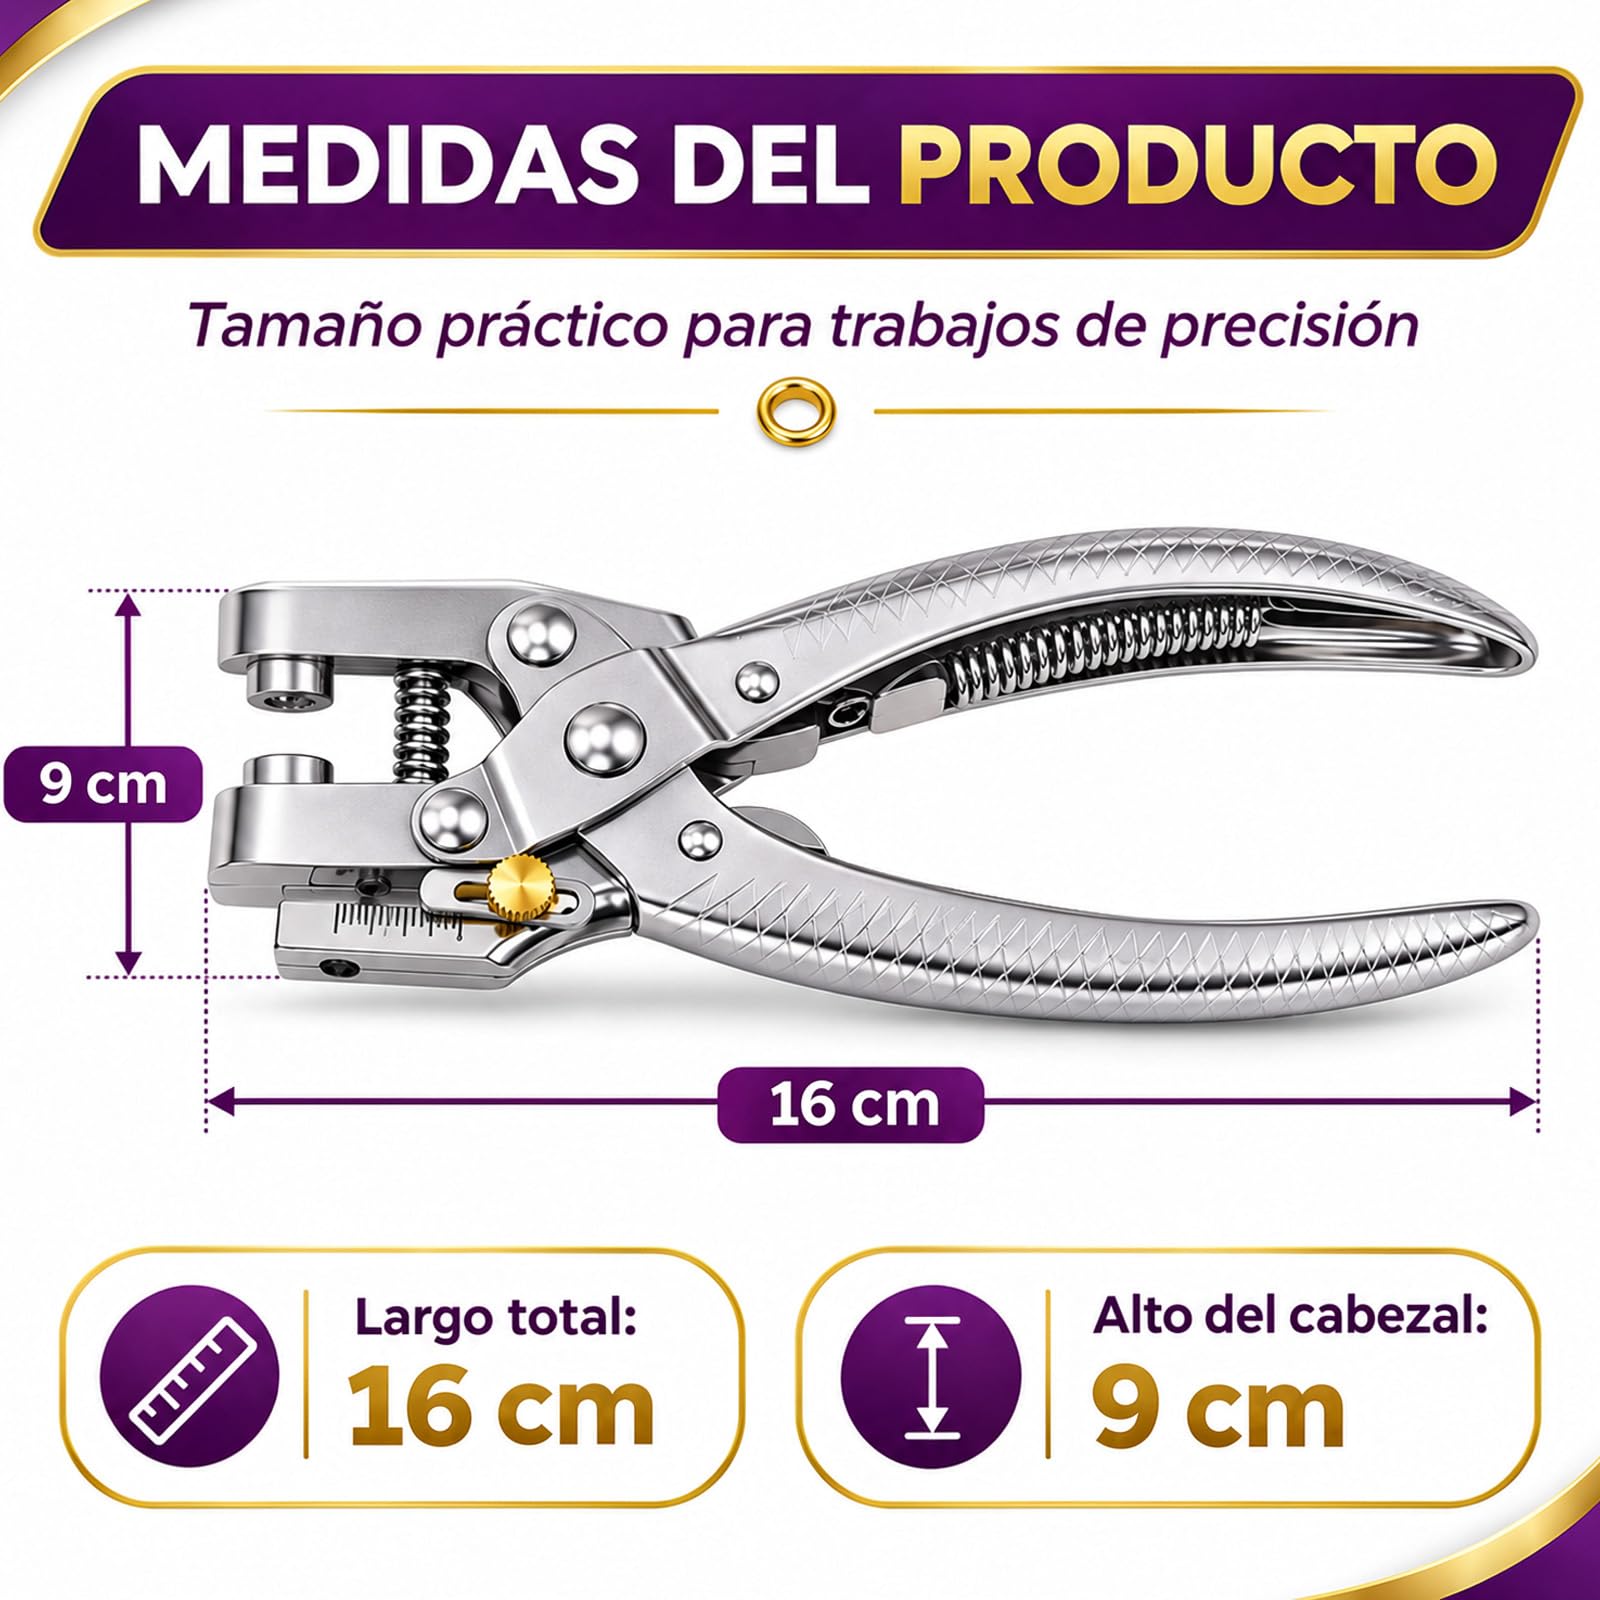 MEDIDAS DEL PRODUCTO
Tamaño práctico para trabajos de precisión
9 cm
16 cm
Largo total:
16 cm
Alto del cabezal:
9 cm